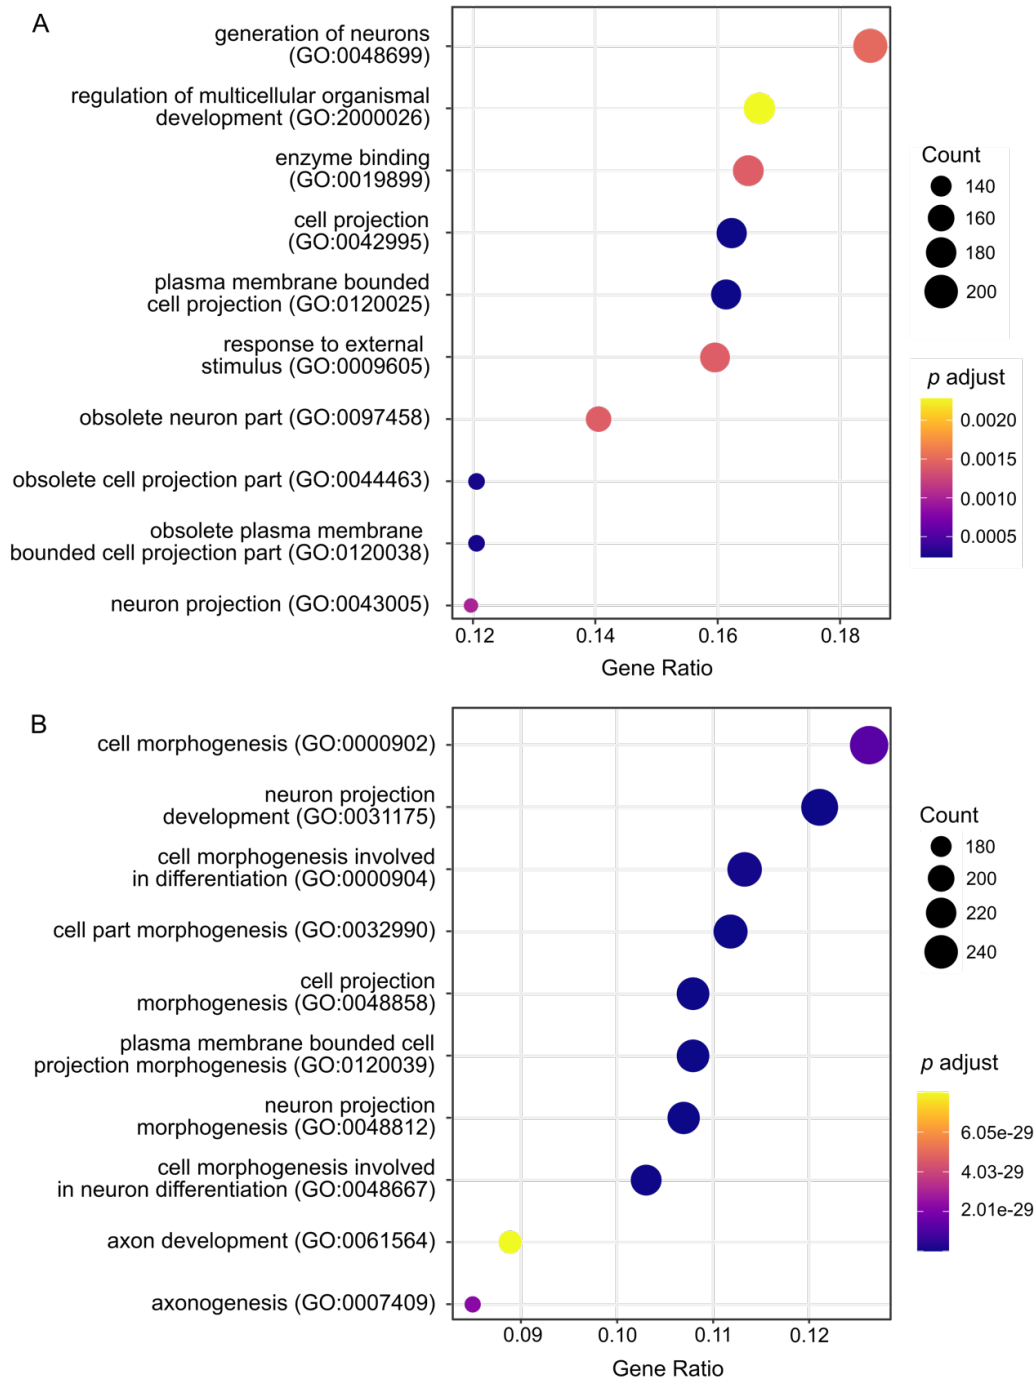 A
generation of neurons
(GO:0048699)
regulation of multicellular organismal
development (GO:2000026)
enzyme binding
(GO:0019899)
cell projection
(GO:0042995)
plasma membrane bounded
cell projection (GO:0120025)
response to external
stimulus (GO:0009605)
obsolete neuron part (GO:0097458)
obsolete cell projection part (GO:0044463)
obsolete plasma membrane
bounded cell projection part (GO:0120038)
neuron projection (GO:0043005)
0.12 0.14 0.16 0.18
Gene Ratio
Count
140
160
180
200
p adjust
0.0020
0.0015
0.0010
0.0005
B
cell morphogenesis (GO:0000902)
neuron projection
development (GO:0031175)
cell morphogenesis involved
in differentiation (GO:0000904)
cell part morphogenesis (GO:0032990)
cell projection
morphogenesis (GO:0048858)
plasma membrane bounded cell
projection morphogenesis (GO:0120039)
neuron projection
morphogenesis (GO:0048812)
cell morphogenesis involved
in neuron differentiation (GO:0048667)
axon development (GO:0061564)
axonogenesis (GO:0007409)
0.09 0.10 0.11 0.12
Gene Ratio
Count
180
200
220
240
p adjust
6.05e-29
4.03-29
2.01e-29